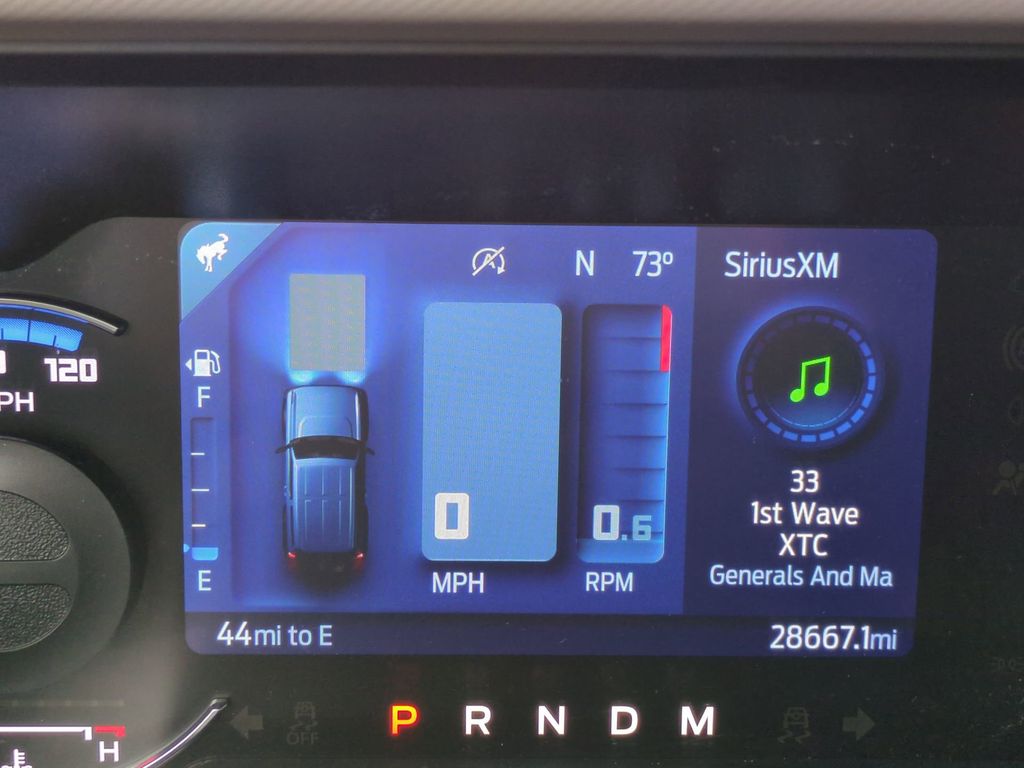 N 73° SiriusXM
120
MPH
F
E
0
0.6
MPH RPM
33
1st Wave
XTC
Generals And Ma
44mi to E 28667.1mi
P R N D M
OFF
H